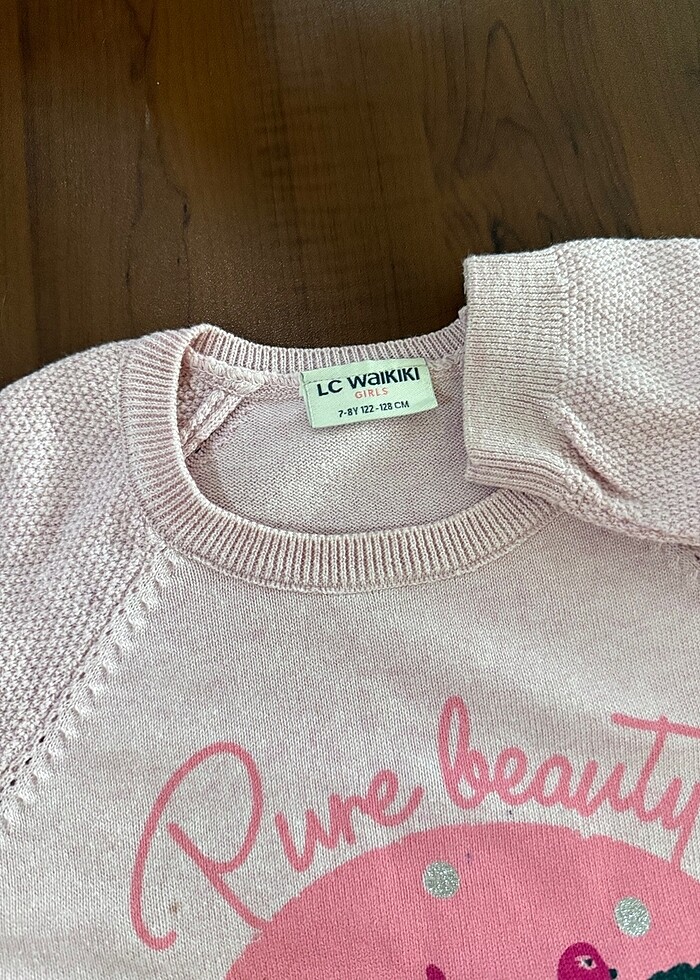 LC WAIKIKI
GIRLS
7-8Y 122-128 CM
Pure beauty